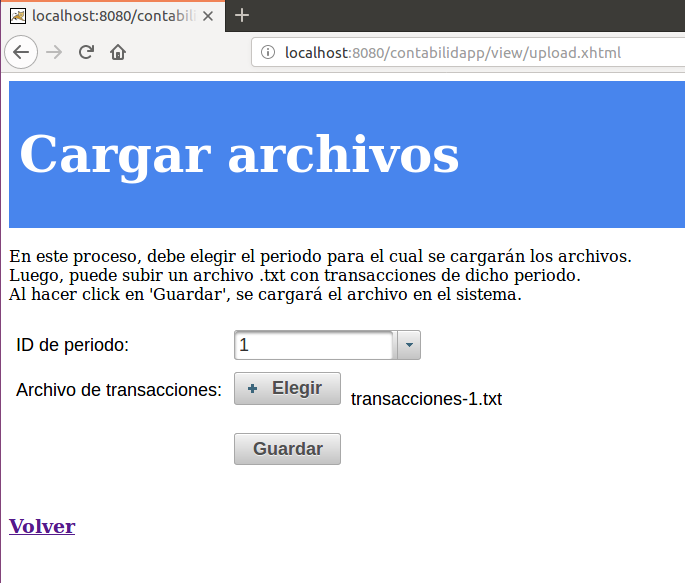 localhost:8080/contabili
localhost:8080/contabilidapp/view/upload.xhtml
Cargar archivos
En este proceso, debe elegir el periodo para el cual se cargarán los archivos.
Luego, puede subir un archivo .txt con transacciones de dicho periodo.
Al hacer click en 'Guardar', se cargará el archivo en el sistema.
ID de periodo: 1
Archivo de transacciones: + Elegir transacciones-1.txt
Guardar
Volver